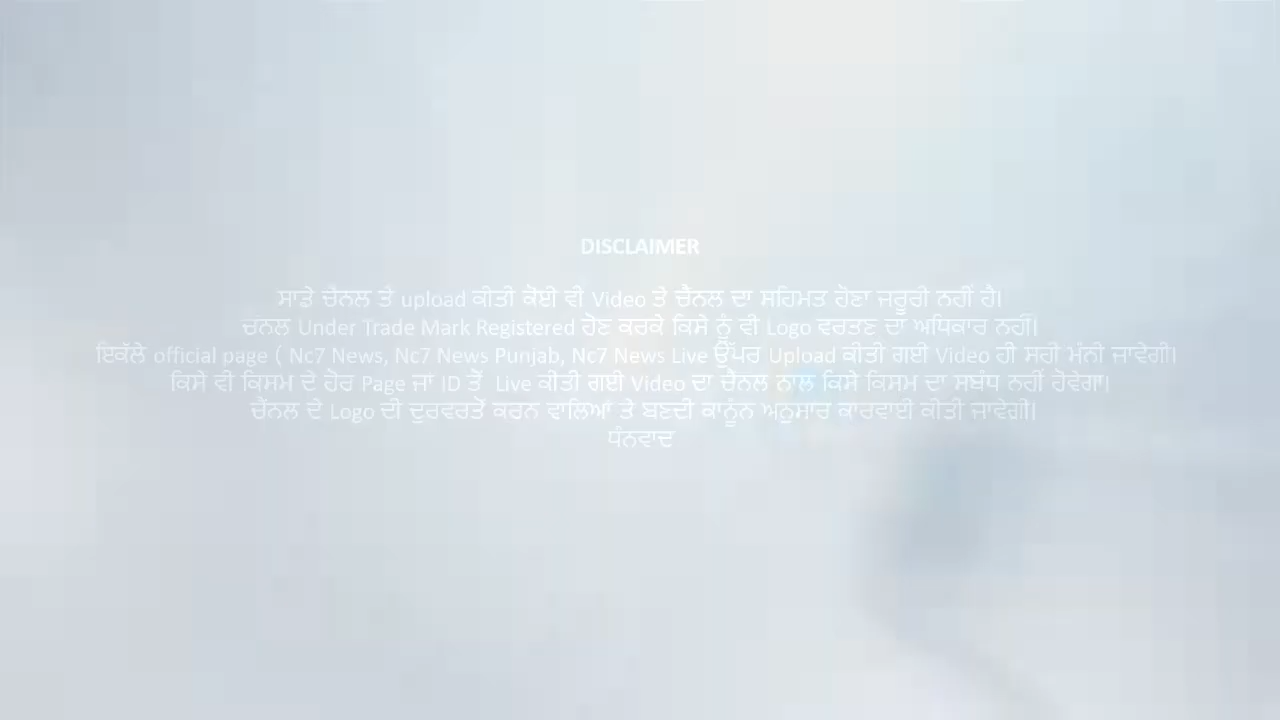 DISCLAIMER
ਸਾਡੇ ਚੈਨਲ ਤੇ upload ਕੀਤੀ ਕੋਈ ਵੀ Video ਤੇ ਚੈਨਲ ਦਾ ਸਹਿਮਤ ਹੋਣਾ ਜਰੂਰੀ ਨਹੀਂ ਹੈ।
ਚੈਨਲ Under Trade Mark Registered ਹੋਣ ਕਰਕੇ ਕਿਸੇ ਨੂੰ ਵੀ Logo ਵਰਤਣ ਦਾ ਅਧਿਕਾਰ ਨਹੀਂ।
ਇਕੱਲੇ official page ( Nc7 News, Nc7 News Punjab, Nc7 News Live ਉੱਪਰ Upload ਕੀਤੀ ਗਈ Video ਹੀ ਸਹੀ ਮੰਨੀ ਜਾਵੇਗੀ।
ਕਿਸੇ ਵੀ ਕਿਸਮ ਦੇ ਹੋਰ Page ਜਾਂ ID ਤੋਂ Live ਕੀਤੀ ਗਈ Video ਦਾ ਚੈਨਲ ਨਾਲ ਕਿਸੇ ਕਿਸਮ ਦਾ ਸਬੰਧ ਨਹੀਂ ਹੋਵੇਗਾ।
ਚੈਨਲ ਦੇ Logo ਦੀ ਦੁਰਵਰਤੋਂ ਕਰਨ ਵਾਲਿਆਂ ਤੇ ਬਣਦੀ ਕਾਨੂੰਨ ਅਨੁਸਾਰ ਕਾਰਵਾਈ ਕੀਤੀ ਜਾਵੇਗੀ।
ਧੰਨਵਾਦ